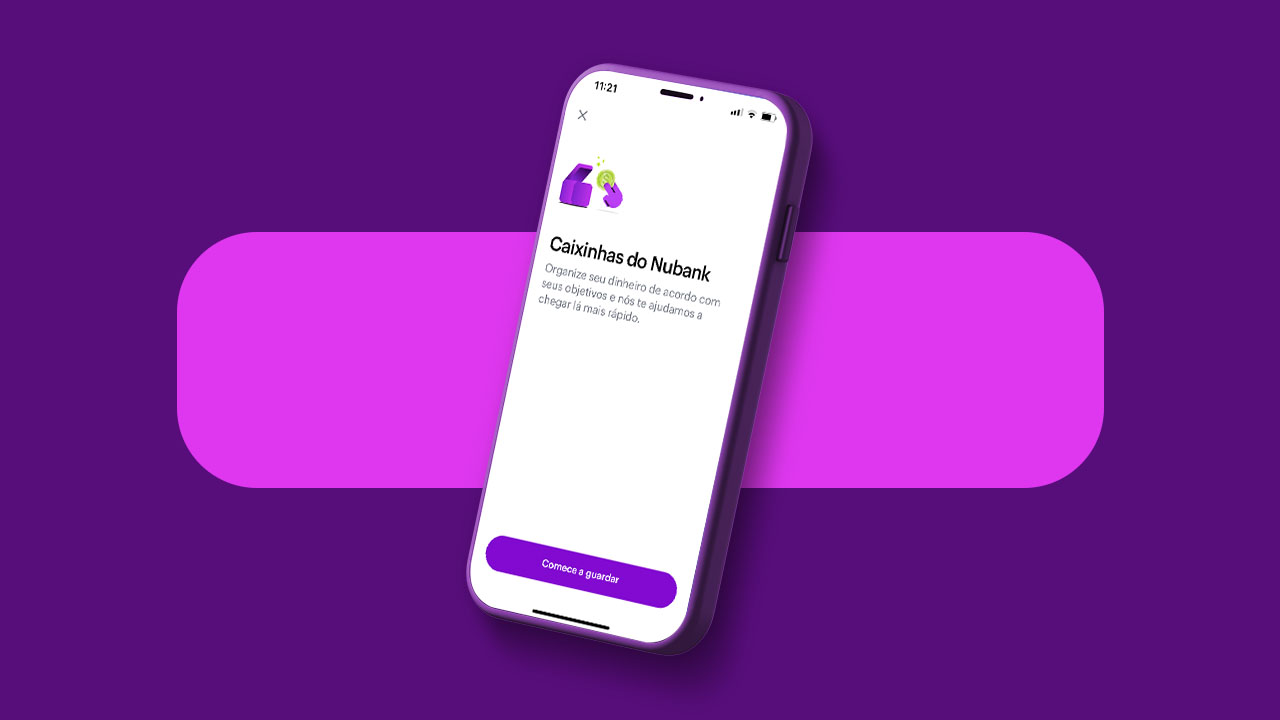 11:21
Caixinhas do Nubank
Organize seu dinheiro de acordo com
seus objetivos e nós te ajudamos a
chegar lá mais rápido.
Comece a guardar